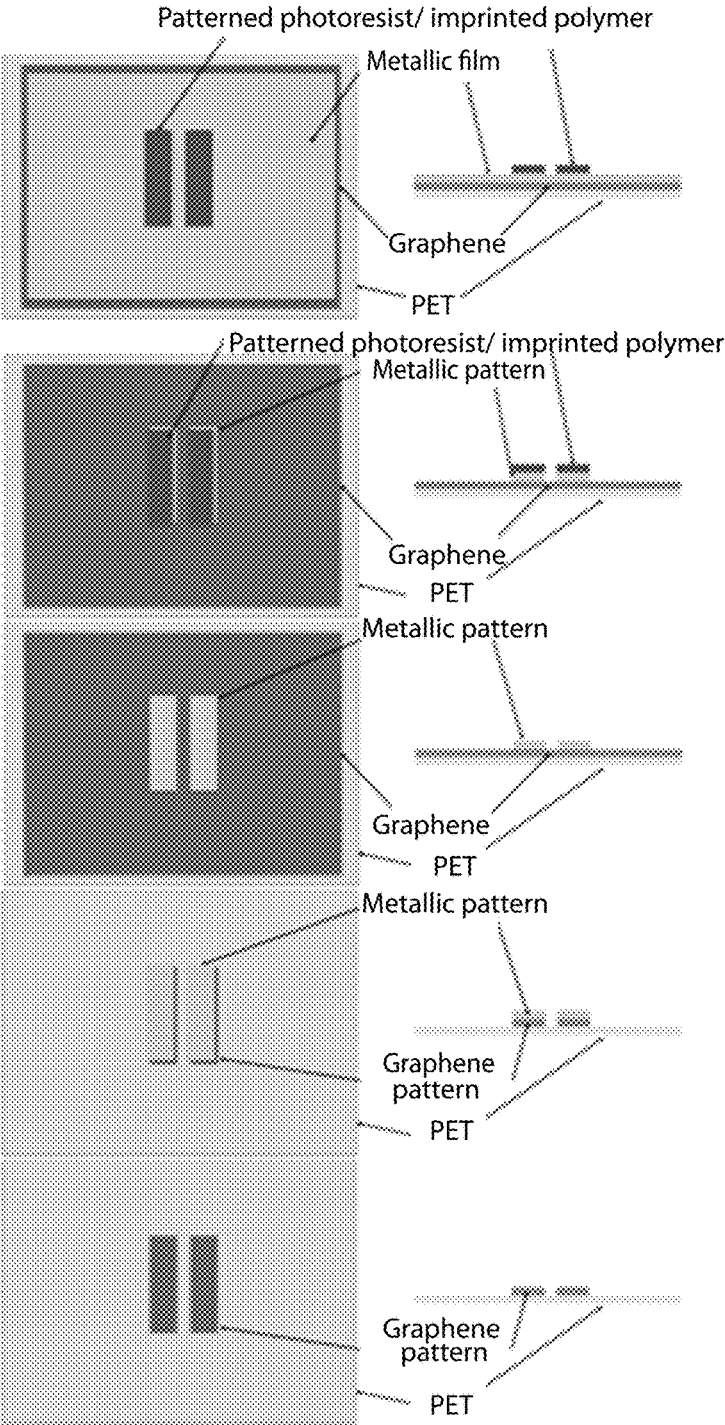 Patterned photoresist/ imprinted polymer
Metallic film
Graphene
PET
Patterned photoresist/ imprinted polymer
Metallic pattern
Graphene
PET
Metallic pattern
Graphene
PET
Metallic pattern
Graphene
pattern
PET
Graphene
pattern
PET